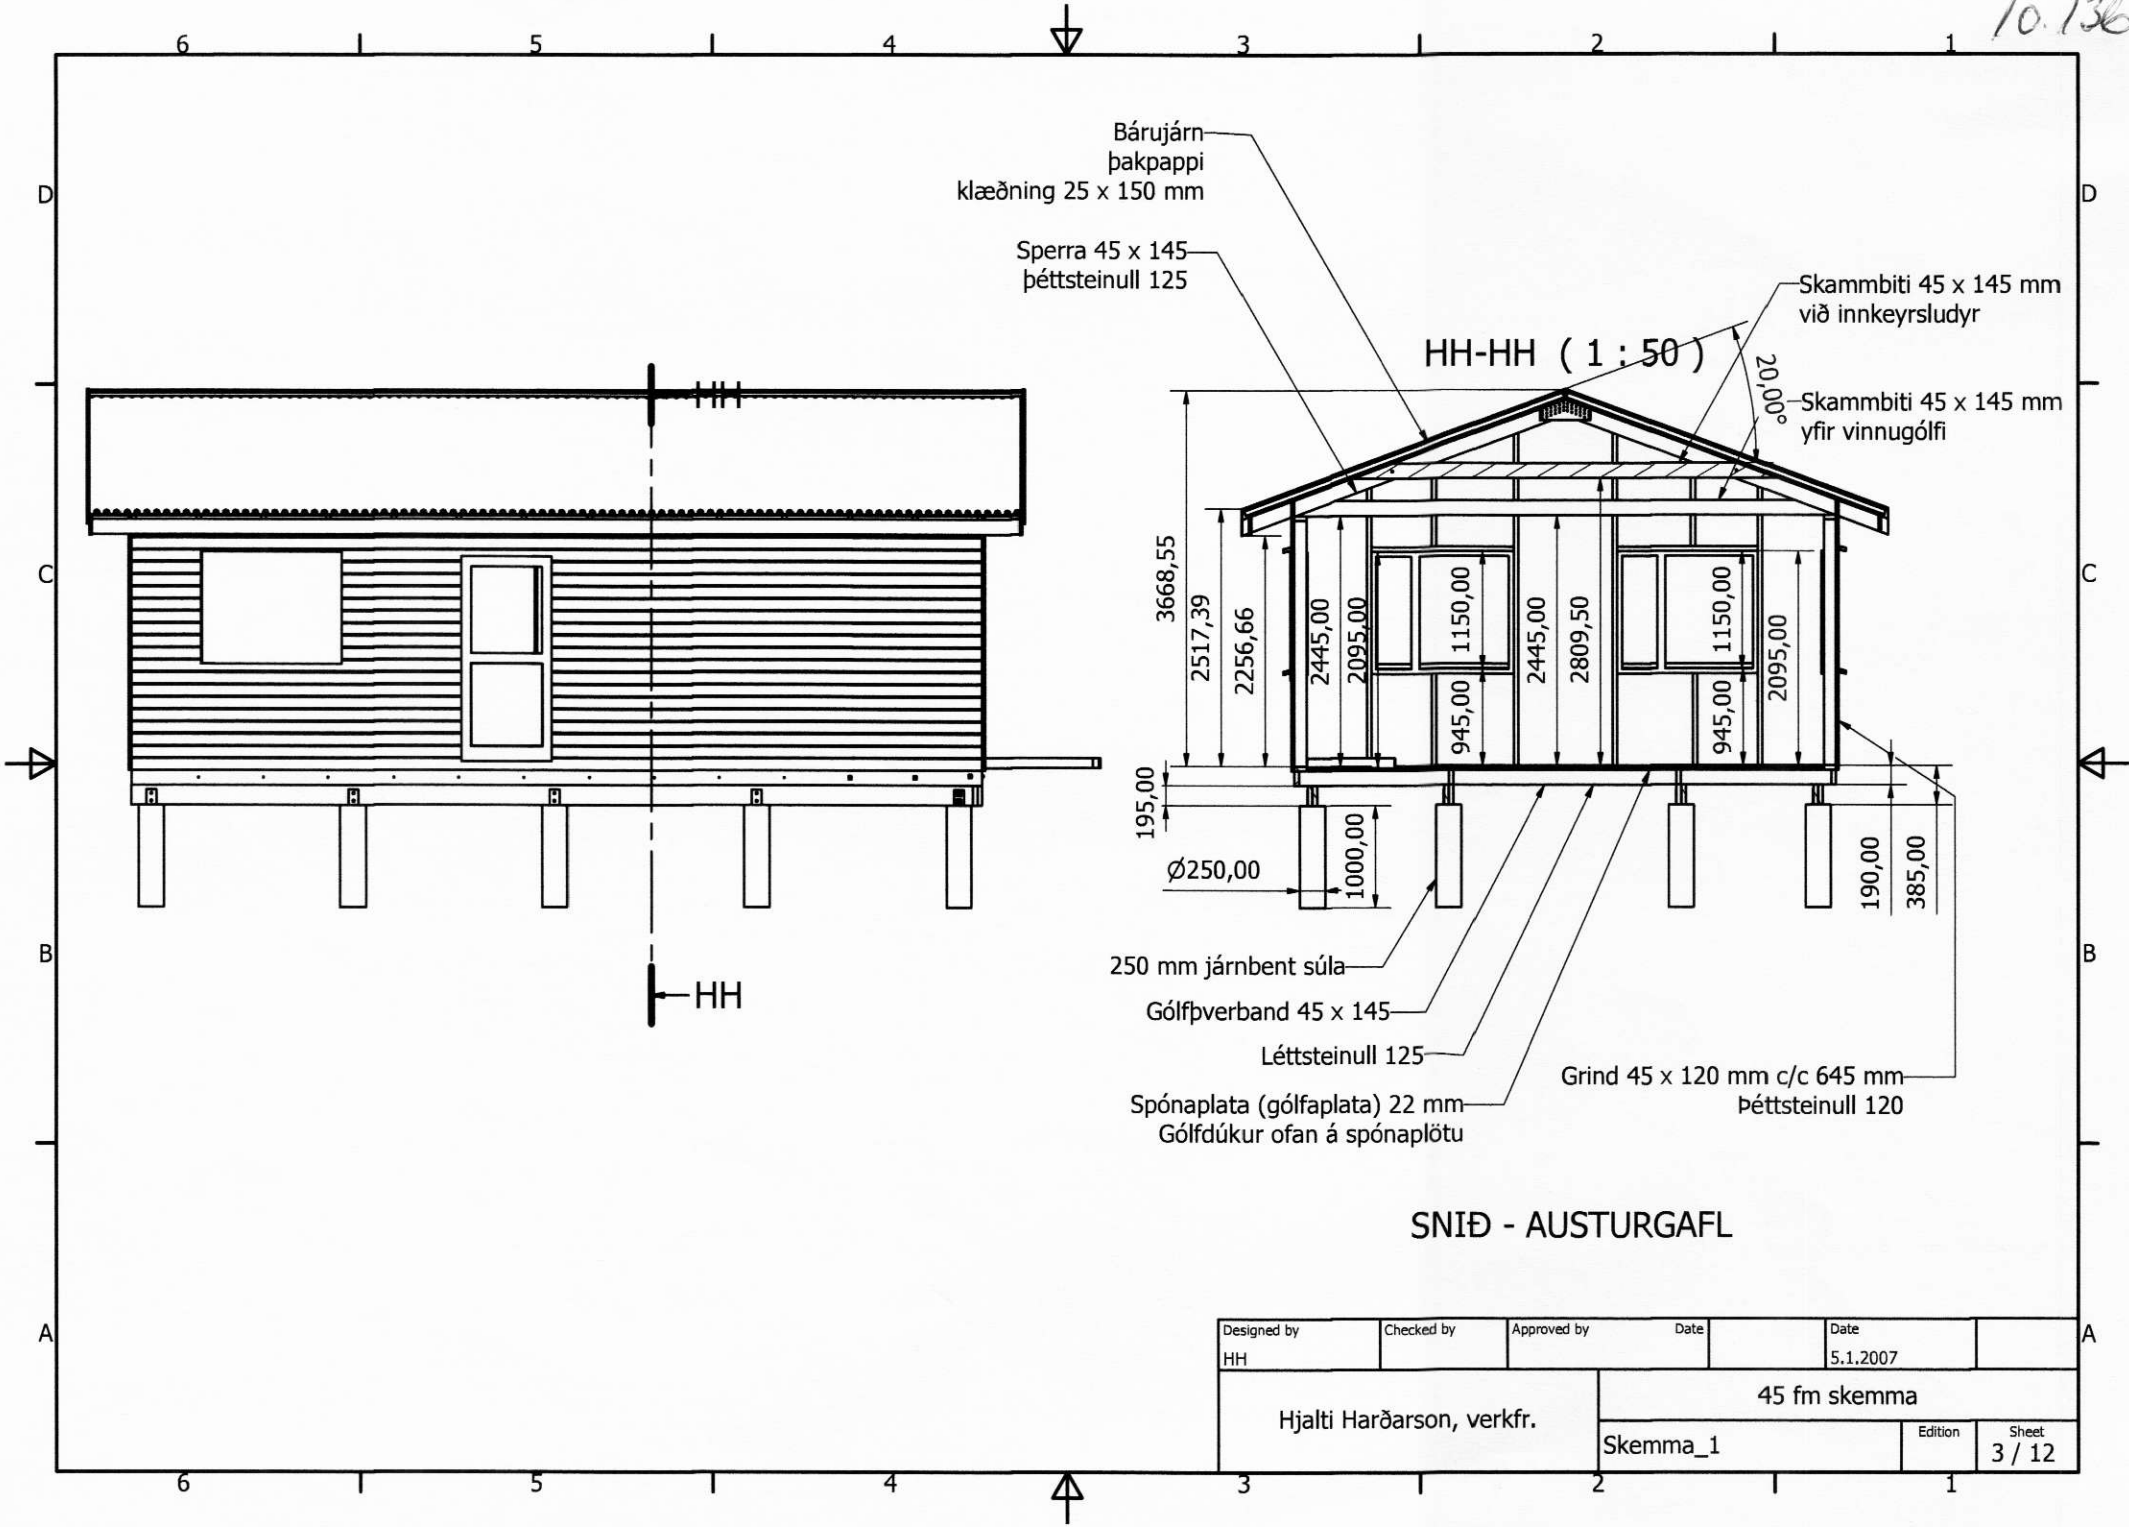 10.136
6 5 4 3 2 1
D D
C C
B B
A A
Bárujárn
þakpappi
klæðning 25 x 150 mm
Sperra 45 x 145
þéttsteinull 125
Skammbiti 45 x 145 mm
við innkeyrsludyr
HH-HH ( 1 : 50 )
20,00°
Skammbiti 45 x 145 mm
yfir vinnugólfi
HH
HH
3668,55
2517,39
2256,66
2445,00
2095,00
1150,00
945,00
2445,00
2809,50
1150,00
945,00
2095,00
195,00
Ø250,00
1000,00
190,00
385,00
250 mm járnbent súla
Gólfþverband 45 x 145
Léttsteinull 125
Spónaplata (gólfaplata) 22 mm
Gólfdúkur ofan á spónaplötu
Grind 45 x 120 mm c/c 645 mm
Þéttsteinull 120
SNIÐ - AUSTURGAFL
Designed by Checked by Approved by Date Date
HH 5.1.2007
Hjalti Harðarson, verkfr.
45 fm skemma
Skemma_1
Edition Sheet
3 / 12
6 5 4 3 2 1